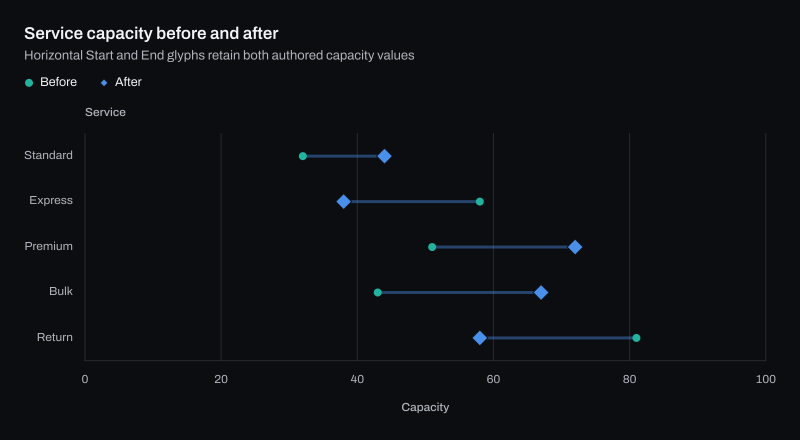 Service capacity before and after
Horizontal Start and End glyphs retain both authored capacity values
Before After
Service
Standard
Express
Premium
Bulk
Return
0 20 40 60 80 100
Capacity